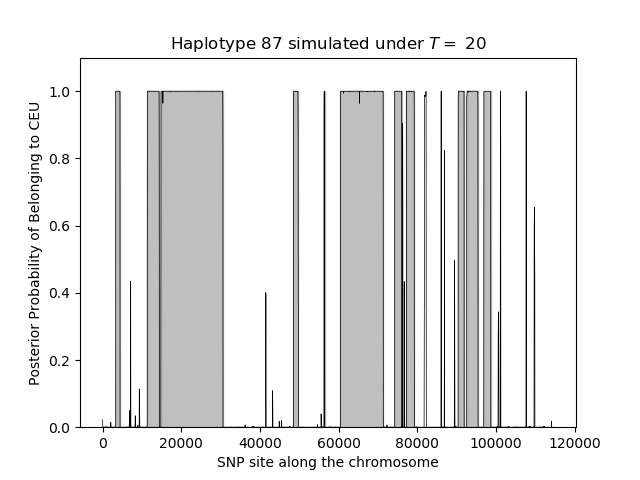 Haplotype 87 simulated under T = 20
Posterior Probability of Belonging to CEU
1.0
0.8
0.6
0.4
0.2
0.0
0 20000 40000 60000 80000 100000 120000
SNP site along the chromosome